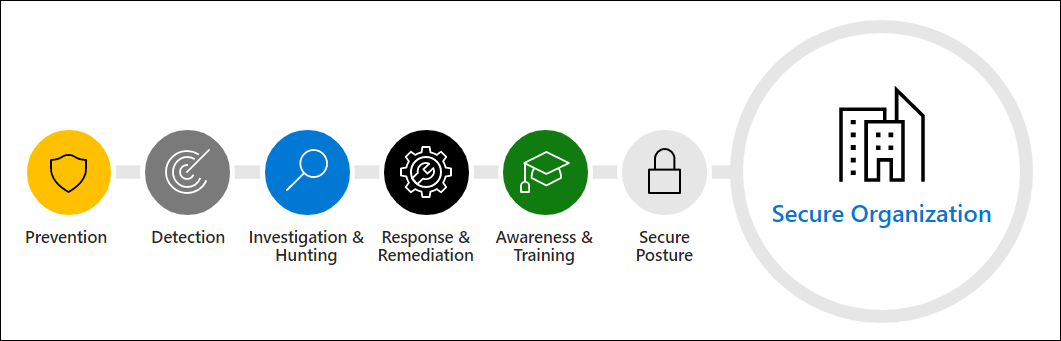 Prevention
Detection
Investigation &
Hunting
Response &
Remediation
Awareness &
Training
Secure
Posture
Secure Organization